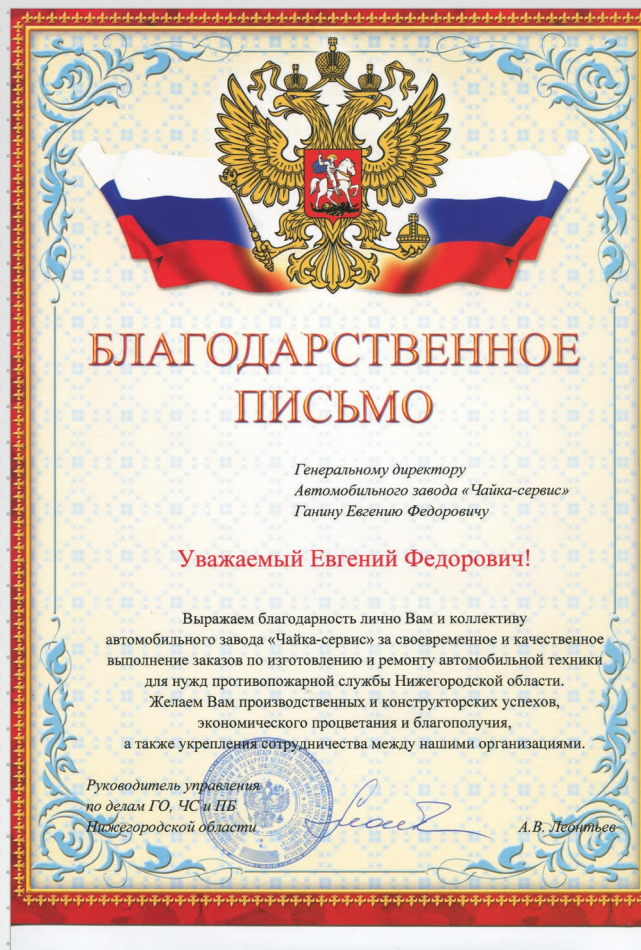 БЛАГОДАРСТВЕННОЕ
ПИСЬМО
Генеральному директору
Автомобильного завода «Чайка-сервис»
Ганину Евгению Федоровичу
Уважаемый Евгений Федорович!
Выражаем благодарность лично Вам и коллективу
автомобильного завода «Чайка-сервис» за своевременное и качественное
выполнение заказов по изготовлению и ремонту автомобильной техники
для нужд противопожарной службы Нижегородской области.
Желаем Вам производственных и конструкторских успехов,
экономического процветания и благополучия,
а также укрепления сотрудничества между нашими организациями.
Руководитель управления
по делам ГО, ЧС и ПБ
Нижегородской области
А.В. Леонтьев